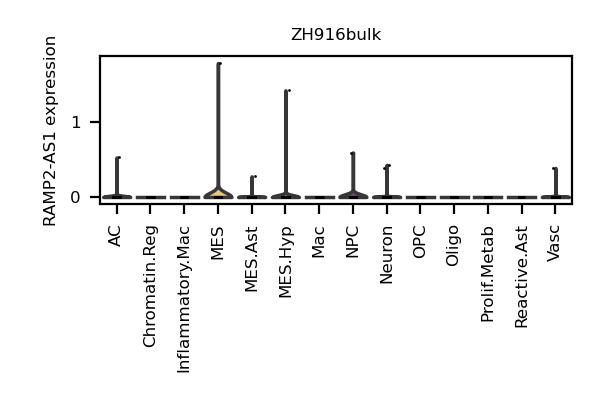 ZH916bulk
RAMP2-AS1 expression
1
0
AC
Chromatin.Reg
Inflammatory.Mac
MES
MES.Ast
MES.Hyp
Mac
NPC
Neuron
OPC
Oligo
Prolif.Metab
Reactive.Ast
Vasc